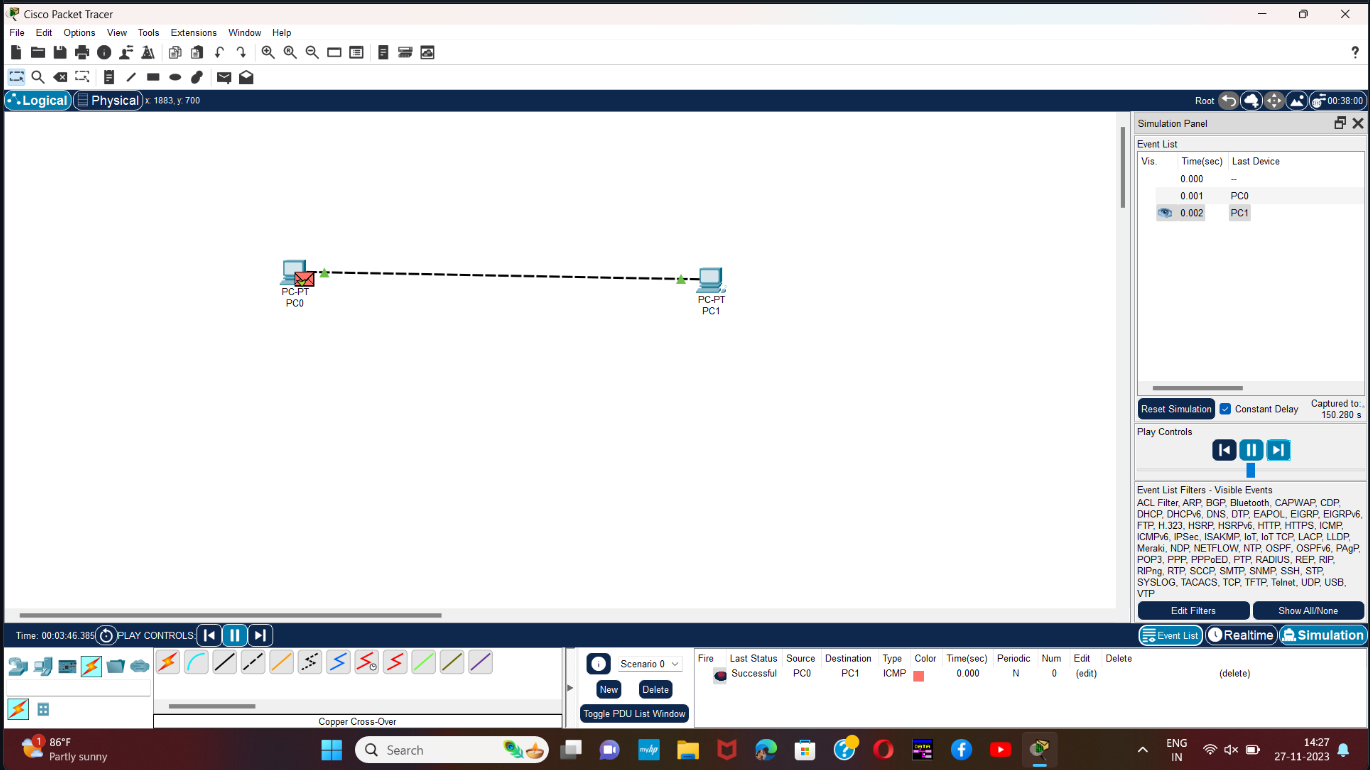 Cisco Packet Tracer
File Edit Options View Tools Extensions Window Help
?
Logical Physical x: 1883, y: 700 Root 00:38:00
Simulation Panel
Event List
Vis. Time(sec) Last Device
0.000 --
0.001 PC0
0.002 PC1
PC-PT
PC0
PC-PT
PC1
Reset Simulation Constant Delay Captured to:
150.280 s
Play Controls
Event List Filters - Visible Events
ACL Filter, ARP, BGP, Bluetooth, CAPWAP, CDP,
DHCP, DHCPv6, DNS, DTP, EAPOL, EIGRP, EIGRPv6,
FTP, H.323, HSRP, HSRPv6, HTTP, HTTPS, ICMP,
ICMPv6, IPSec, ISAKMP, IoT, IoT TCP, LACP, LLDP,
Meraki, NDP, NETFLOW, NTP, OSPF, OSPFv6, PAgP,
POP3, PPP, PPPoED, PTP, RADIUS, REP, RIP,
RIPng, RTP, SCCP, SMTP, SNMP, SSH, STP,
SYSLOG, TACACS, TCP, TFTP, Telnet, UDP, USB,
VTP
Edit Filters Show All/None
Time: 00:03:46.385 PLAY CONTROLS: Event List Realtime Simulation
Scenario 0
New Delete
Toggle PDU List Window
Fire Last Status Source Destination Type Color Time(sec) Periodic Num Edit Delete
Successful PC0 PC1 ICMP 0.000 N 0 (edit) (delete)
Copper Cross-Over
1
86°F
Partly sunny
Search
ENG
IN
14:27
27-11-2023